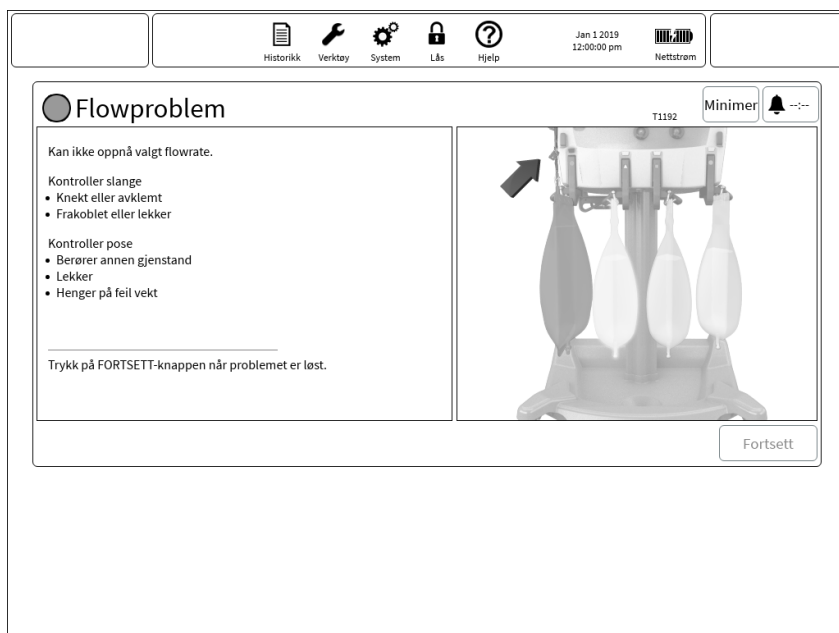 Historikk
Verktøy
System
Lås
Hjelp
Jan 1 2019
12:00:00 pm
Nettstrøm
Flowproblem
T1192
Minimer
--:--
Kan ikke oppnå valgt flowrate.
Kontroller slange
• Knekt eller avklemt
• Frakoblet eller lekker
Kontroller pose
• Berører annen gjenstand
• Lekker
• Henger på feil vekt
Trykk på FORTSETT-knappen når problemet er løst.
Fortsett